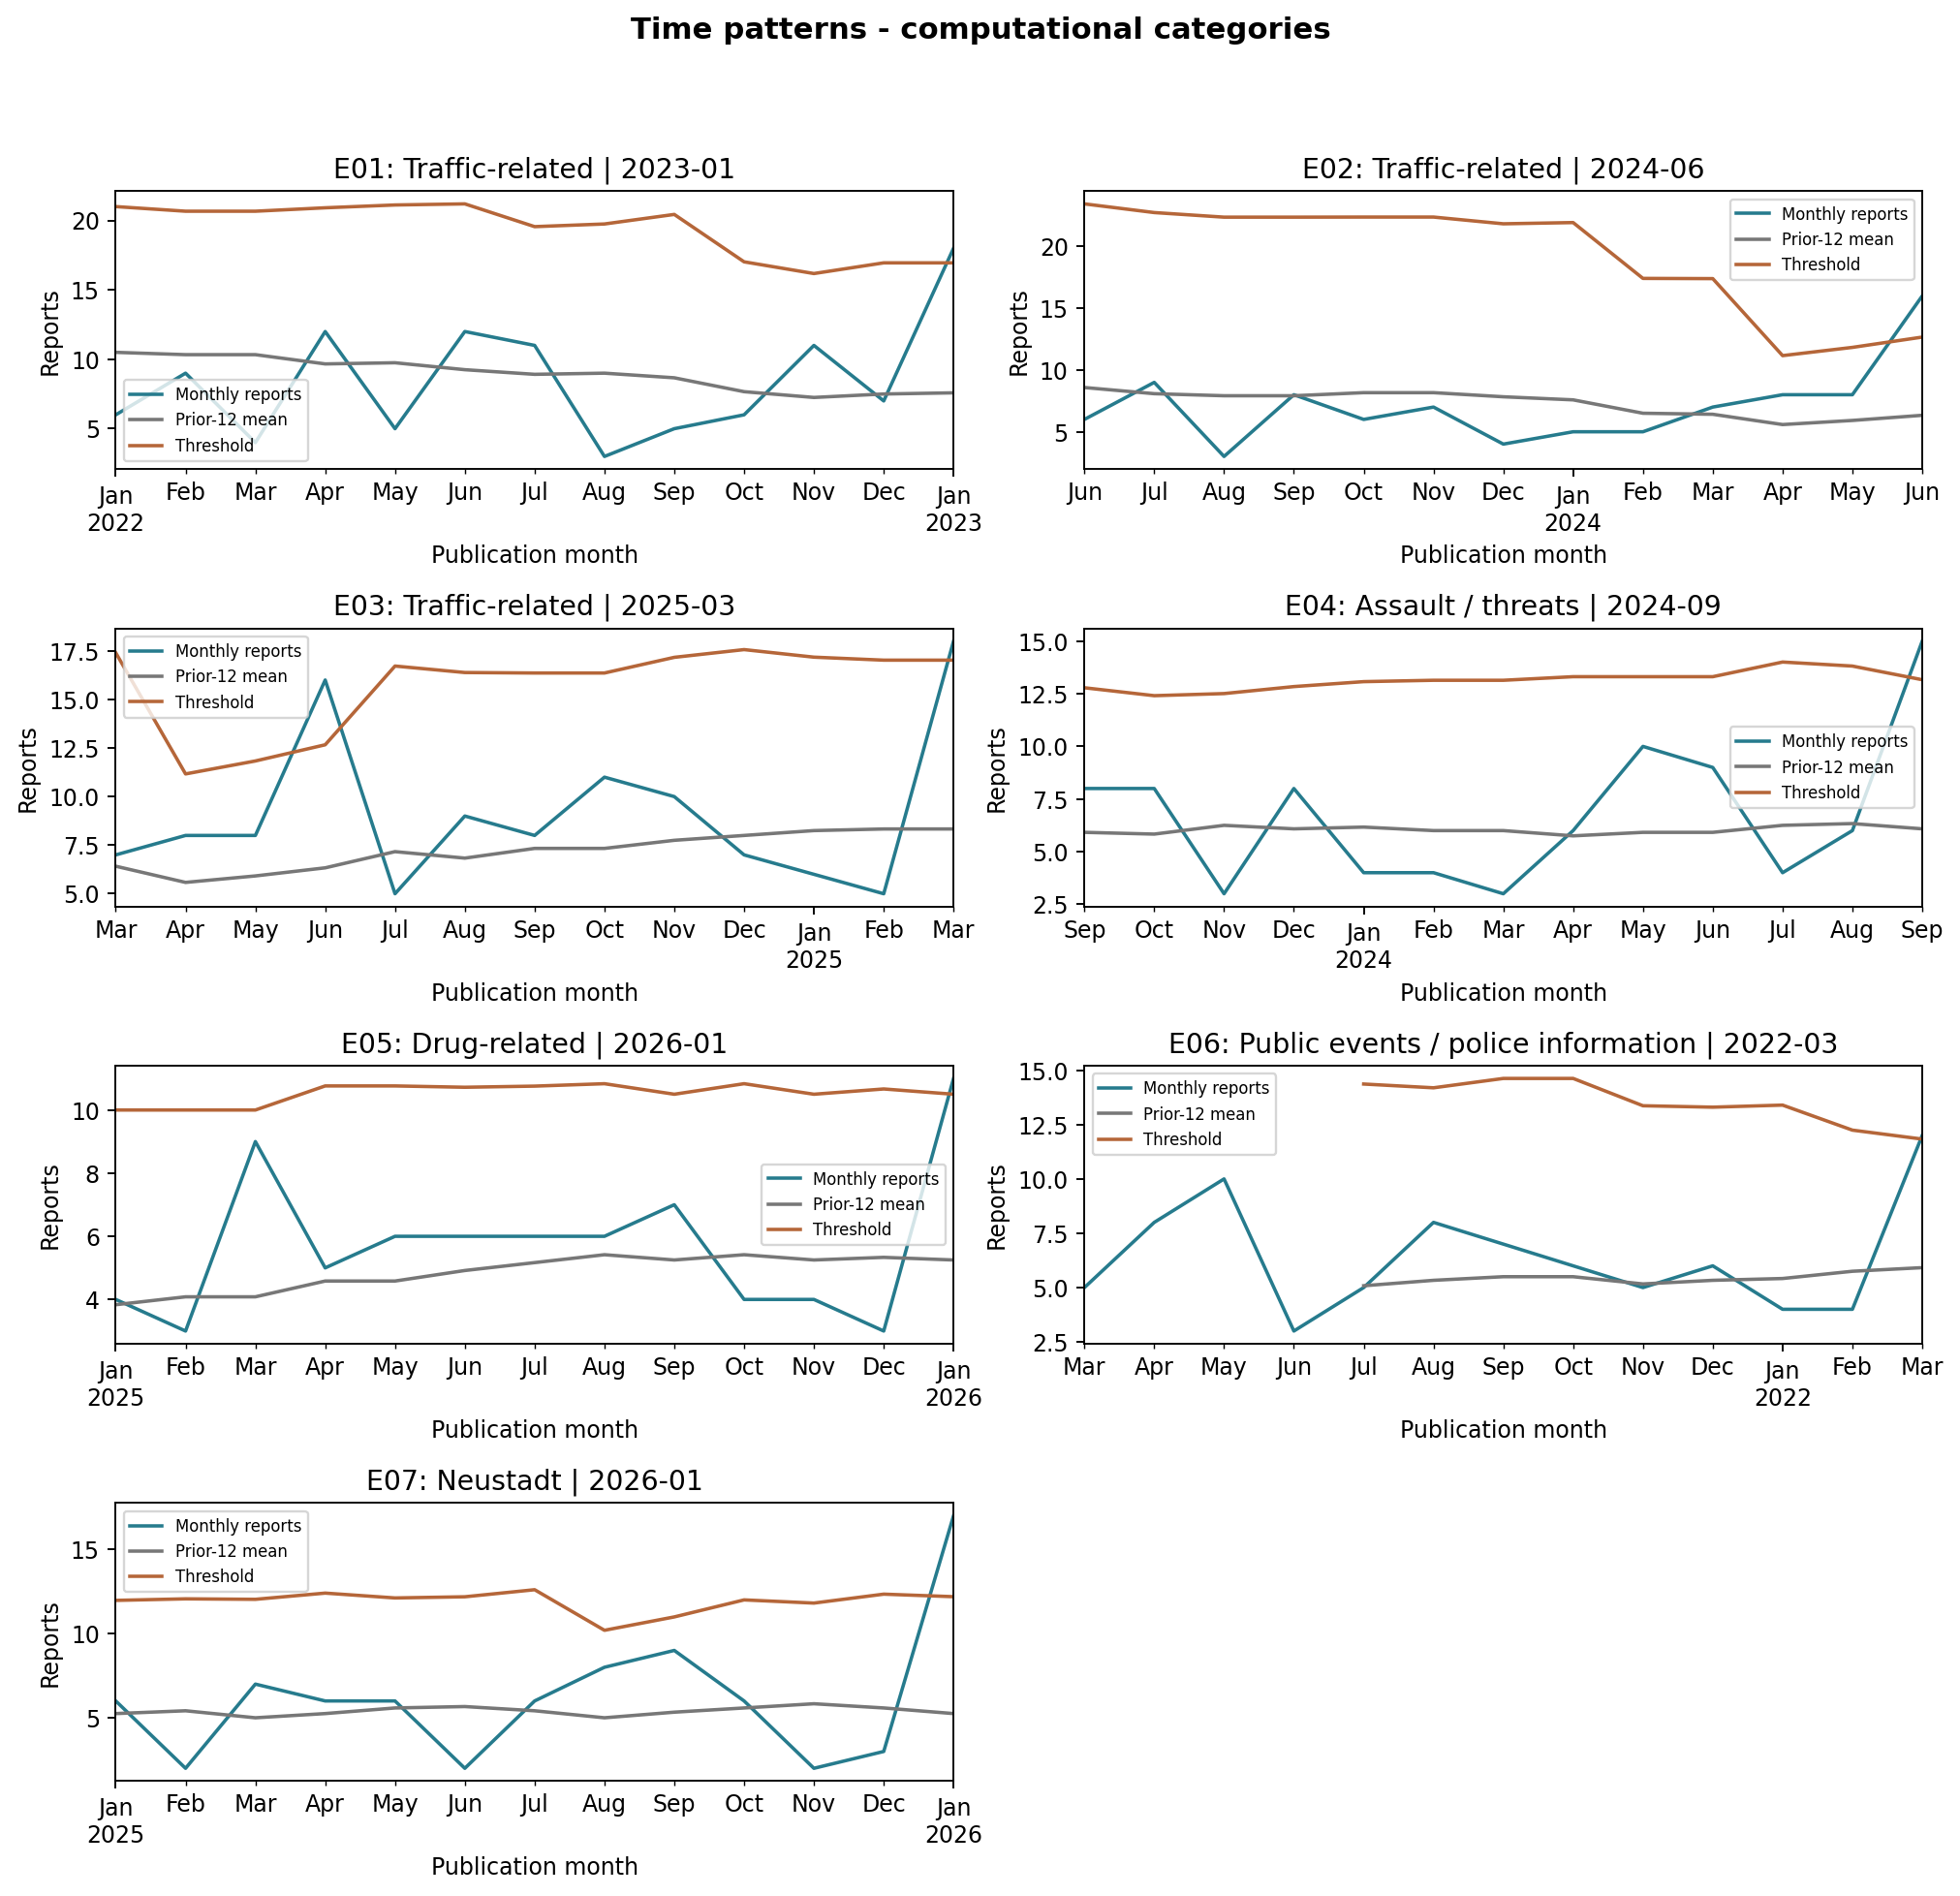 Time patterns - computational categories
E01: Traffic-related | 2023-01
20
15
10
5
Reports
Monthly reports
Prior-12 mean
Threshold
Jan Feb Mar Apr May Jun Jul Aug Sep Oct Nov Dec Jan
2022 2023
Publication month
E02: Traffic-related | 2024-06
20
15
10
5
Reports
Monthly reports
Prior-12 mean
Threshold
Jun Jul Aug Sep Oct Nov Dec Jan Feb Mar Apr May Jun
2024
Publication month
E03: Traffic-related | 2025-03
17.5
15.0
12.5
10.0
7.5
5.0
Reports
Monthly reports
Prior-12 mean
Threshold
Mar Apr May Jun Jul Aug Sep Oct Nov Dec Jan Feb Mar
2025
Publication month
E04: Assault / threats | 2024-09
15.0
12.5
10.0
7.5
5.0
2.5
Reports
Monthly reports
Prior-12 mean
Threshold
Sep Oct Nov Dec Jan Feb Mar Apr May Jun Jul Aug Sep
2024
Publication month
E05: Drug-related | 2026-01
10
8
6
4
Reports
Monthly reports
Prior-12 mean
Threshold
Jan Feb Mar Apr May Jun Jul Aug Sep Oct Nov Dec Jan
2025 2026
Publication month
E06: Public events / police information | 2022-03
15.0
12.5
10.0
7.5
5.0
2.5
Reports
Monthly reports
Prior-12 mean
Threshold
Mar Apr May Jun Jul Aug Sep Oct Nov Dec Jan Feb Mar
2022
Publication month
E07: Neustadt | 2026-01
15
10
5
Reports
Monthly reports
Prior-12 mean
Threshold
Jan Feb Mar Apr May Jun Jul Aug Sep Oct Nov Dec Jan
2025 2026
Publication month